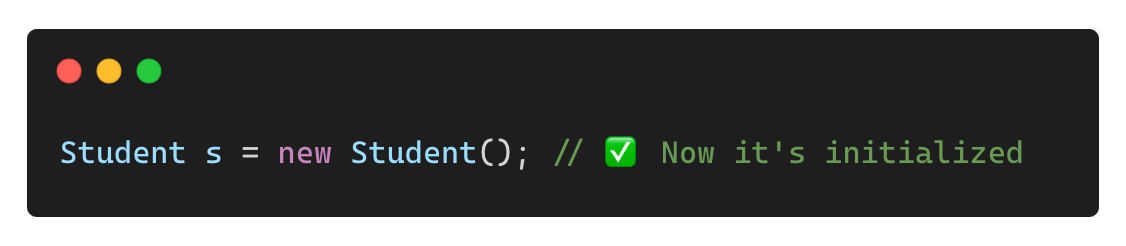 Student s = new Student(); // ✅ Now it's initialized